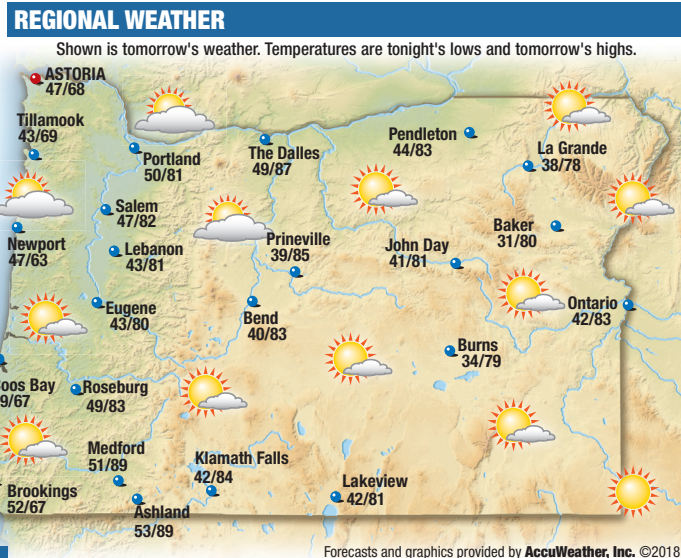 REGIONAL WEATHER
Shown is tomorrow's weather. Temperatures are tonight's lows and tomorrow's highs.
ASTORIA
47/68
Tillamook
43/69
Portland
50/81
The Dalles
49/87
Pendleton
44/83
La Grande
38/78
Salem
47/82
Newport
47/63
Lebanon
43/81
Prineville
39/85
John Day
41/81
Baker
31/80
Eugene
43/80
Bend
40/83
Ontario
42/83
Burns
34/79
oos Bay
9/67
Roseburg
49/83
Medford
51/89
Klamath Falls
42/84
Lakeview
42/81
Brookings
52/67
Ashland
53/89
Forecasts and graphics provided by AccuWeather, Inc. ©2018